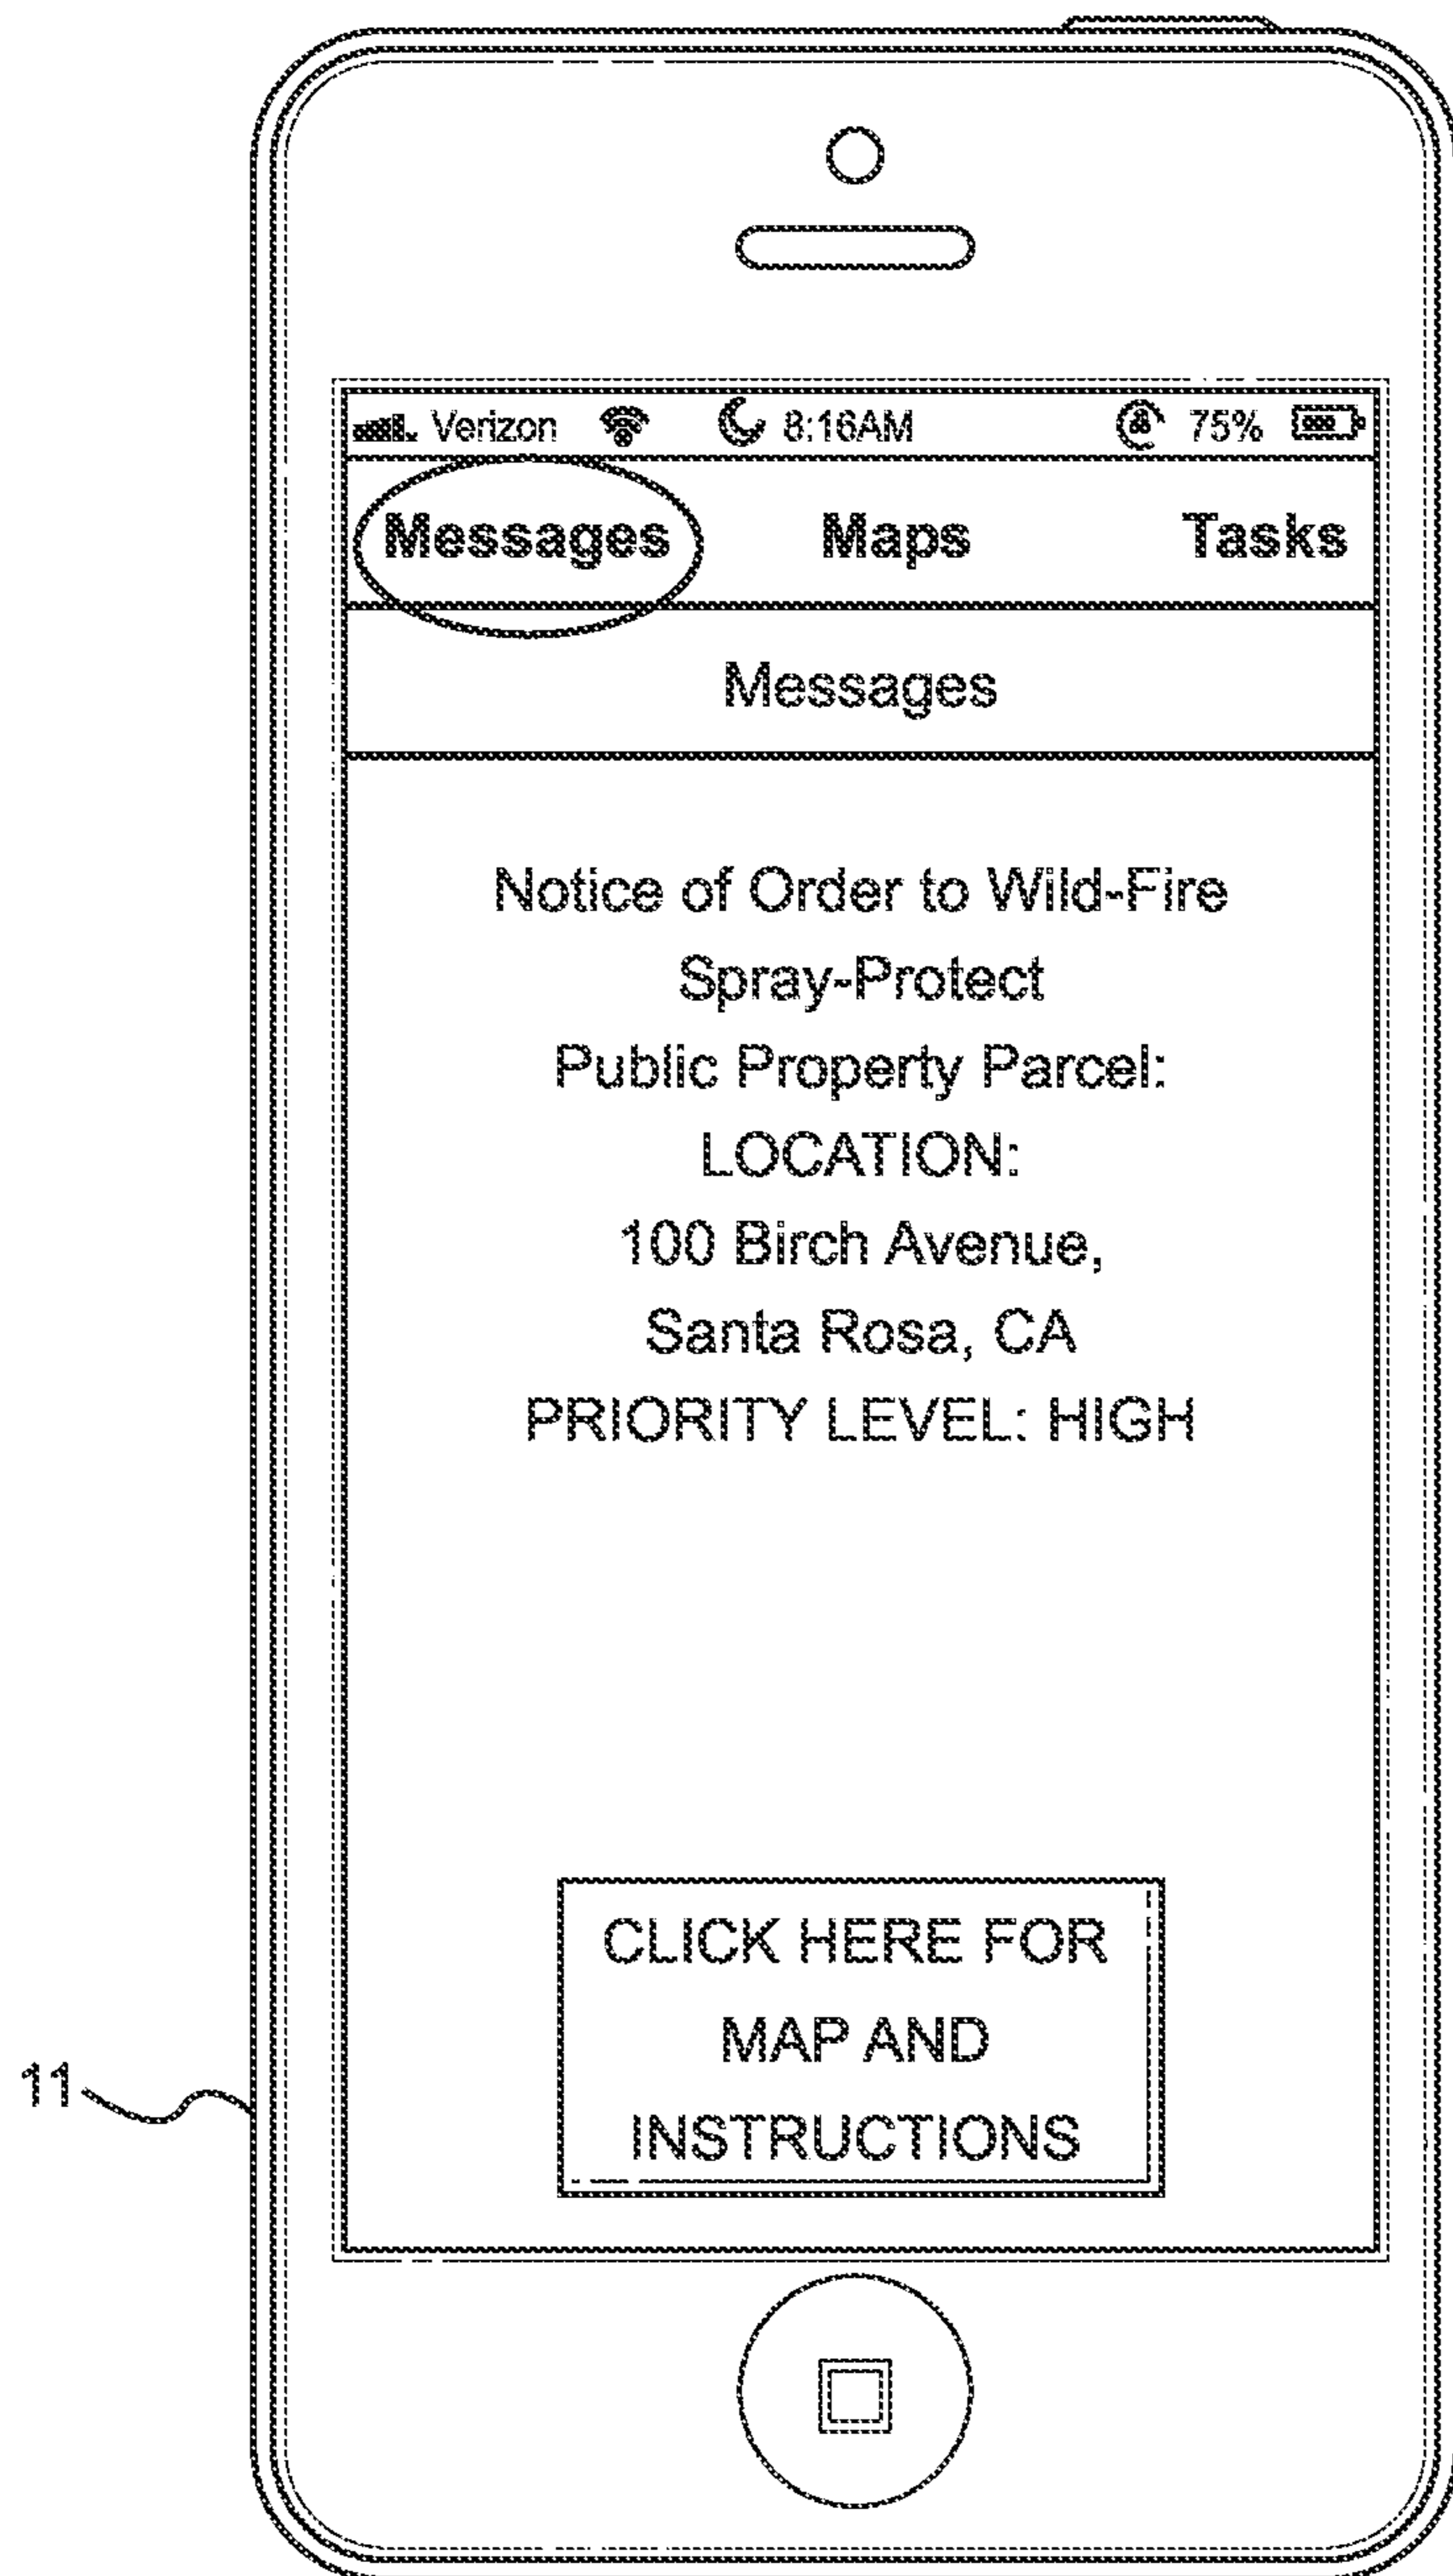 Verizon 8:16AM 75%
Messages Maps Tasks
Messages
Notice of Order to Wild-Fire
Spray-Protect
Public Property Parcel:
LOCATION:
100 Birch Avenue,
Santa Rosa, CA
PRIORITY LEVEL: HIGH
CLICK HERE FOR
MAP AND
INSTRUCTIONS
11